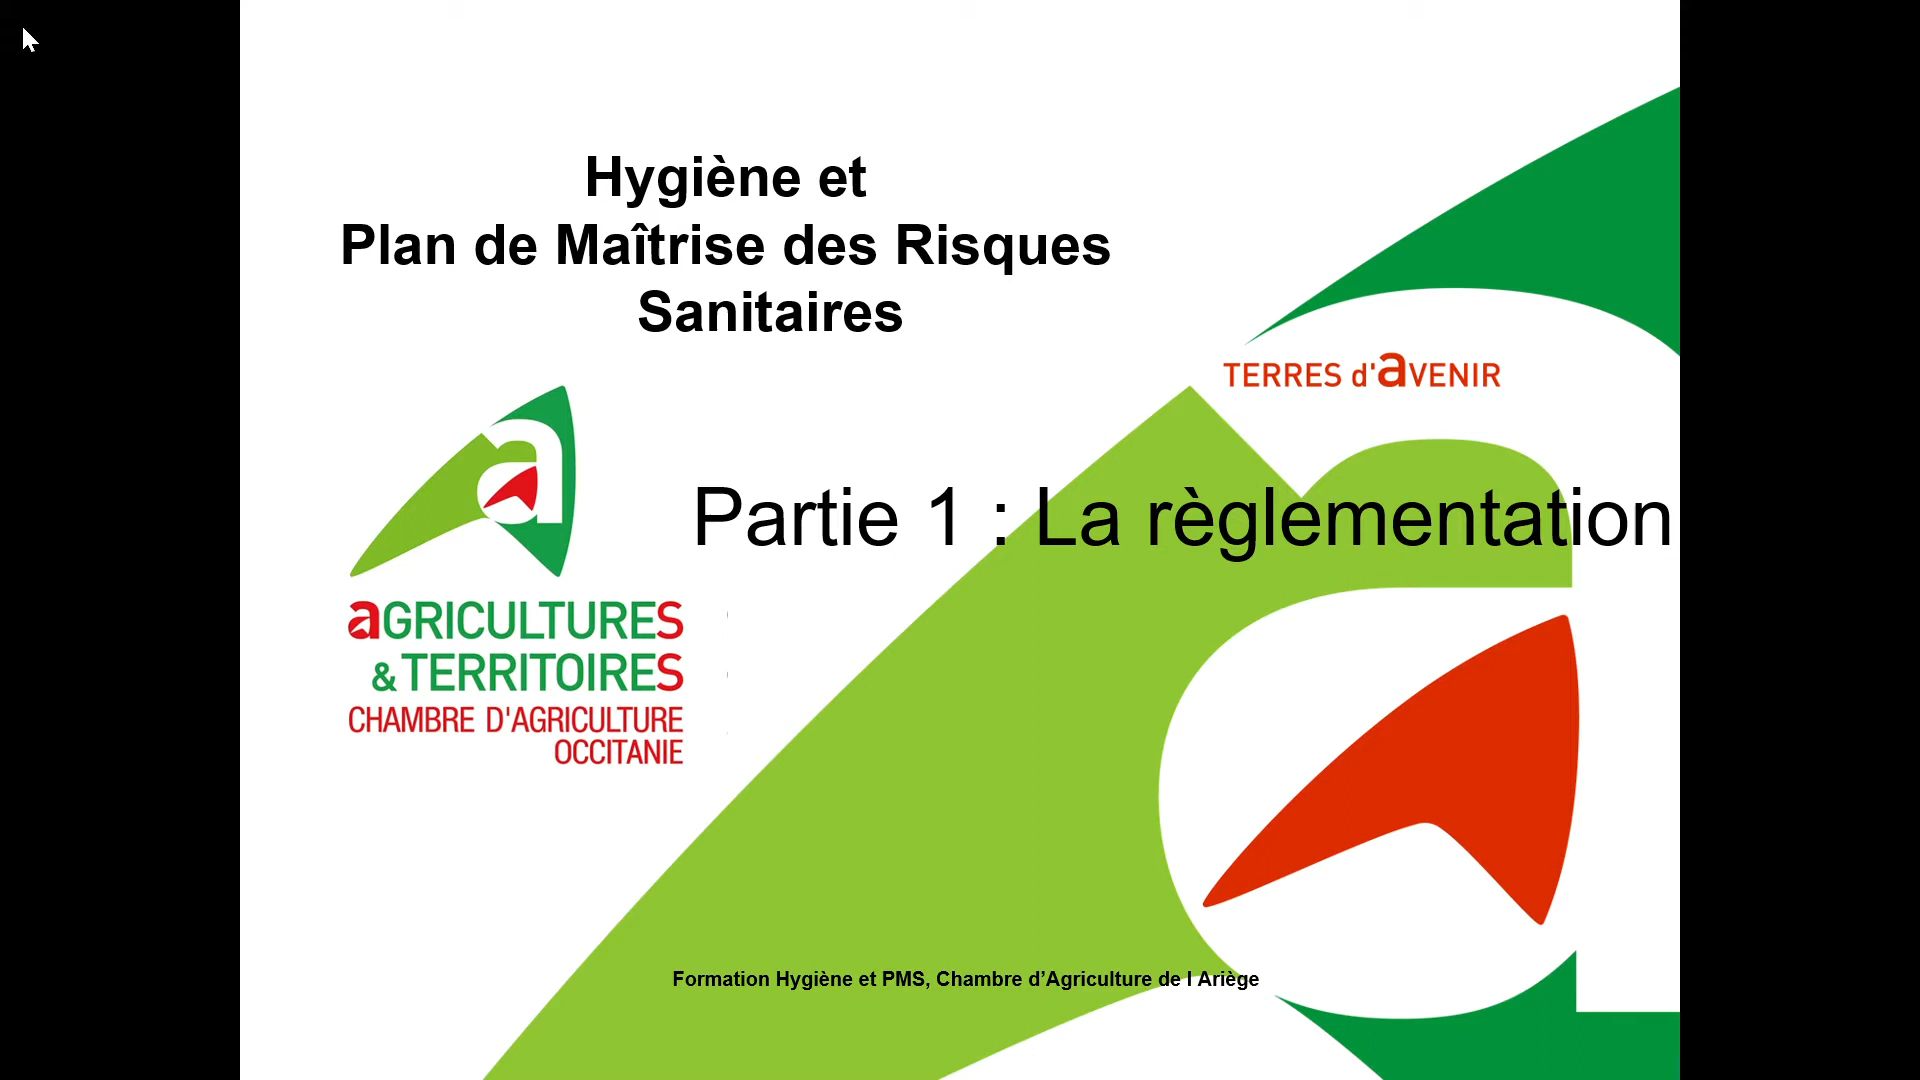 Hygiène et
Plan de Maîtrise des Risques
Sanitaires
TERRES d'aVENIR
Partie 1 : La règlementation
aGRICULTURES
& TERRITOIRES
CHAMBRE D'AGRICULTURE
OCCITANIE
Formation Hygiène et PMS, Chambre d’Agriculture de l Ariège